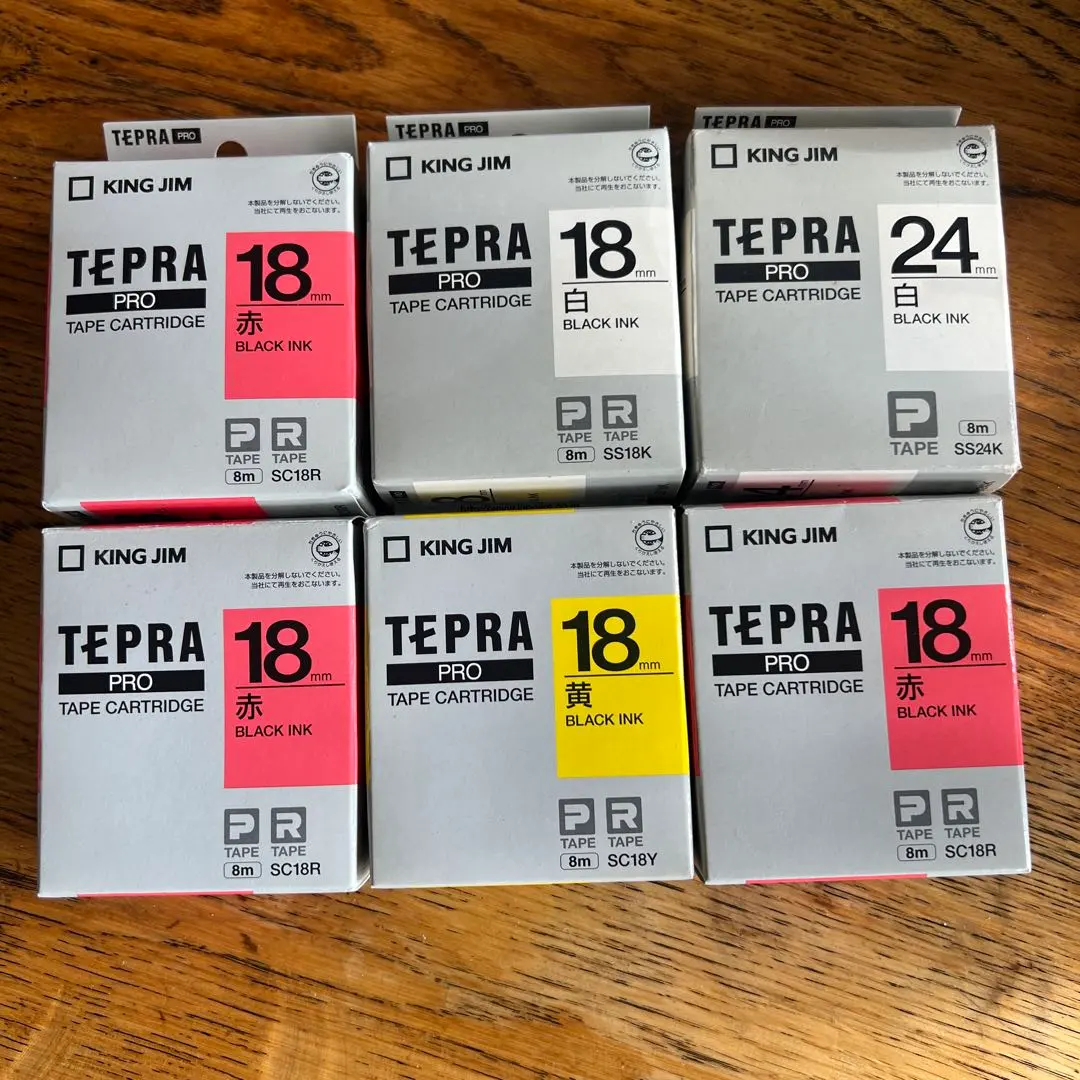 TEPRA PRO
KING JIM
本製品を分解しないでください。
当社にて再生をおこないます。
TEPRA
PRO
TAPE CARTRIDGE
18mm
赤
BLACK INK
P R
TAPE TAPE
8m SC18R
TEPRA PRO
KING JIM
本製品を分解しないでください。
当社にて再生をおこないます。
TEPRA
PRO
TAPE CARTRIDGE
18mm
白
BLACK INK
P R
TAPE TAPE
8m SS18K
TEPRA PRO
KING JIM
本製品を分解しないでください。
当社にて再生をおこないます。
TEPRA
PRO
TAPE CARTRIDGE
24mm
白
BLACK INK
P
TAPE
8m
SS24K
KING JIM
本製品を分解しないでください。
当社にて再生をおこないます。
TEPRA
PRO
TAPE CARTRIDGE
18mm
赤
BLACK INK
P R
TAPE TAPE
8m SC18R
KING JIM
本製品を分解しないでください。
当社にて再生をおこないます。
TEPRA
PRO
TAPE CARTRIDGE
18mm
黄
BLACK INK
P R
TAPE TAPE
8m SC18Y
KING JIM
本製品を分解しないでください。
当社にて再生をおこないます。
TEPRA
PRO
TAPE CARTRIDGE
18mm
赤
BLACK INK
P R
TAPE TAPE
8m SC18R